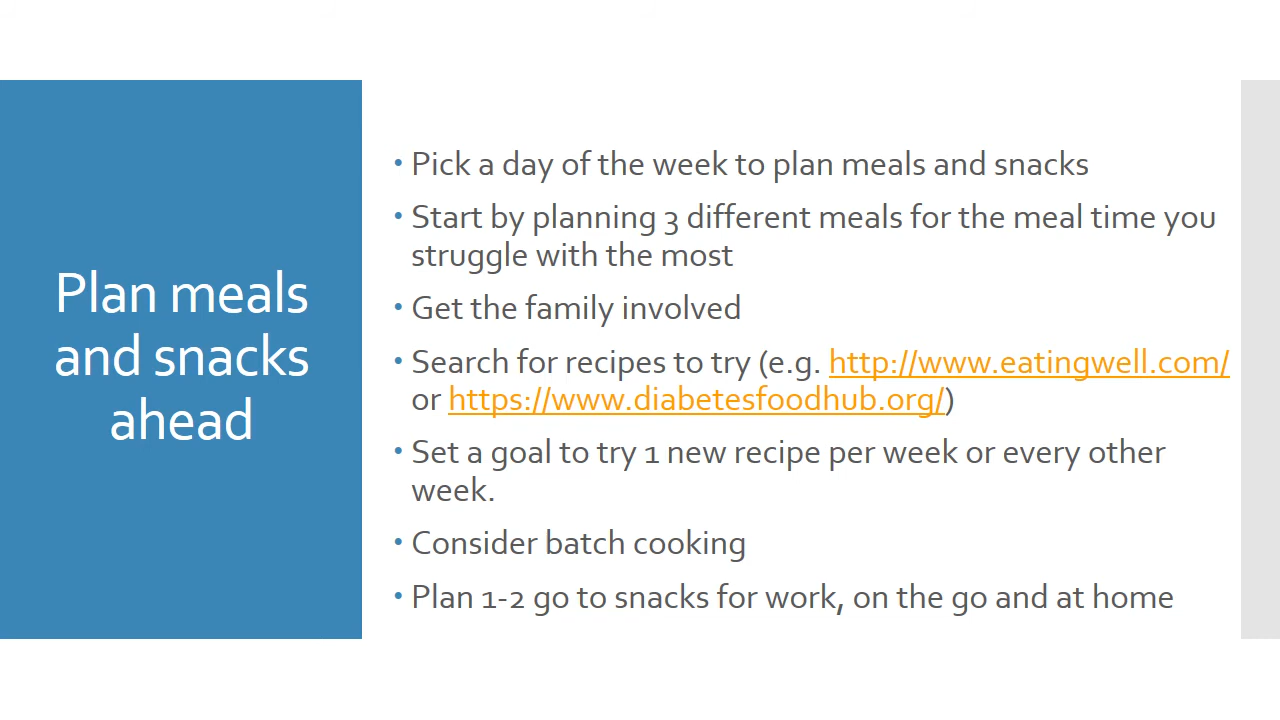 Plan meals
and snacks
ahead
• Pick a day of the week to plan meals and snacks
• Start by planning 3 different meals for the meal time you
struggle with the most
• Get the family involved
• Search for recipes to try (e.g. http://www.eatingwell.com/
or https://www.diabetesfoodhub.org/)
• Set a goal to try 1 new recipe per week or every other
week.
• Consider batch cooking
• Plan 1-2 go to snacks for work, on the go and at home